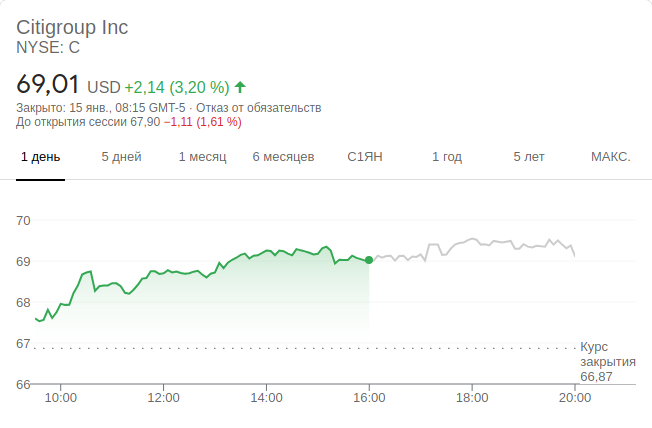 Citigroup Inc
NYSE: C
69,01 USD +2,14 (3,20 %)
Закрыто: 15 янв., 08:15 GMT-5 · Отказ от обязательств
До открытия сессии 67,90 −1,11 (1,61 %)
1 день 5 дней 1 месяц 6 месяцев С1ЯН 1 год 5 лет МАКС.
70
69
68
67
66
Курс
закрытия
66,87
10:00 12:00 14:00 16:00 18:00 20:00